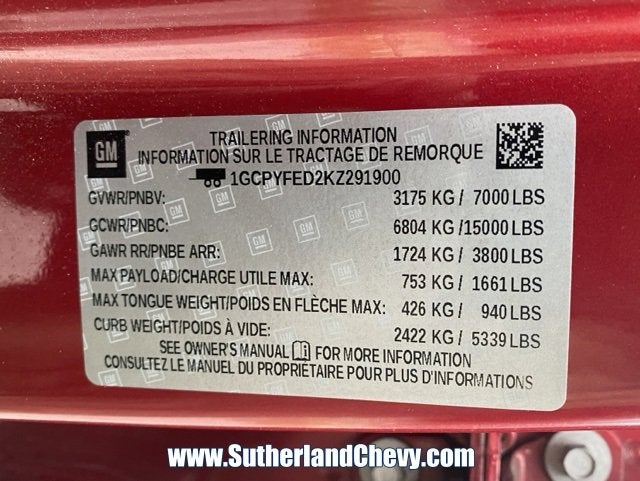 GM
TRAILERING INFORMATION
INFORMATION SUR LE TRACTAGE DE REMORQUE
1GCPYFED2KZ291900
GVWR/PNBV: 3175 KG / 7000 LBS
GCWR/PNBC: 6804 KG /15000 LBS
GAWR RR/PNBE ARR: 1724 KG / 3800 LBS
MAX PAYLOAD/CHARGE UTILE MAX: 753 KG / 1661 LBS
MAX TONGUE WEIGHT/POIDS EN FLÈCHE MAX: 426 KG / 940 LBS
CURB WEIGHT/POIDS À VIDE: 2422 KG / 5339 LBS
SEE OWNER'S MANUAL FOR MORE INFORMATION
CONSULTEZ LE MANUEL DU PROPRIÉTAIRE POUR PLUS D'INFORMATIONS
www.SutherlandChevy.com